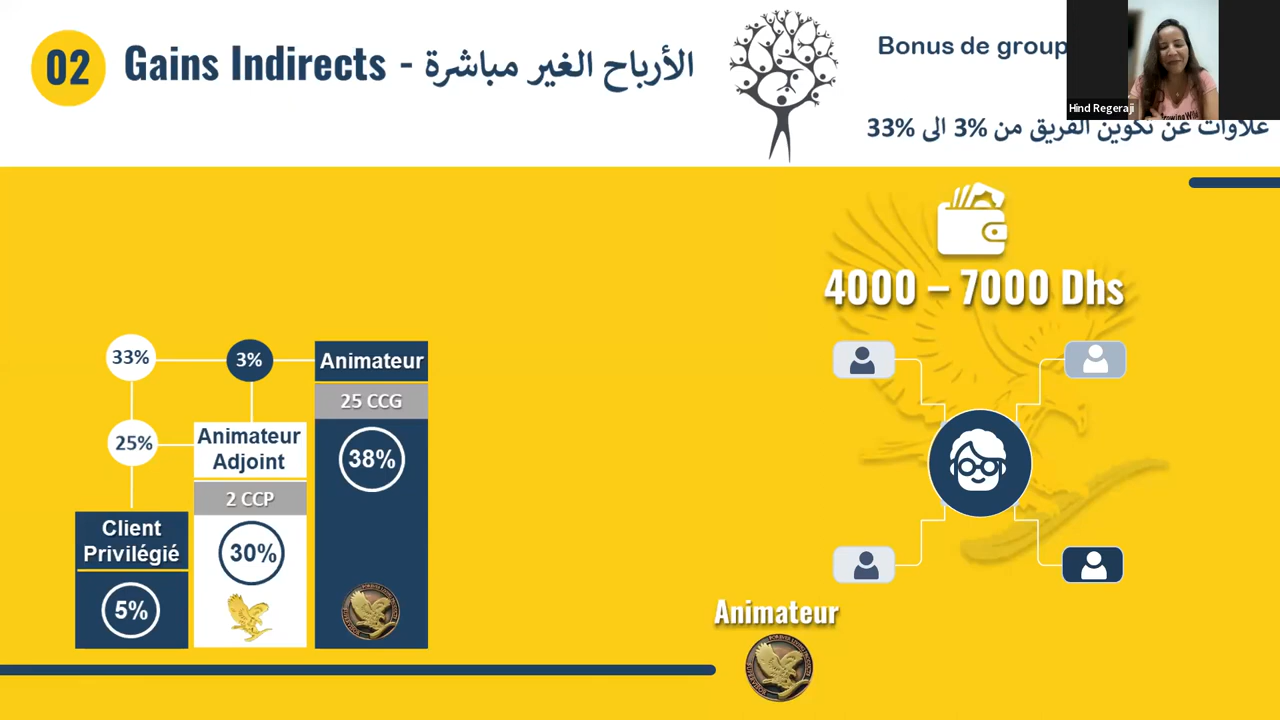 02
Gains Indirects - الأرباح الغير مباشرة
Bonus de group
علاوات عن تكوين الفريق من 3% الى 33%
Hind Regeraji
4000 – 7000 Dhs
33%
3%
Animateur
25 CCG
38%
25%
Animateur
Adjoint
2 CCP
30%
Client
Privilégié
5%
Animateur